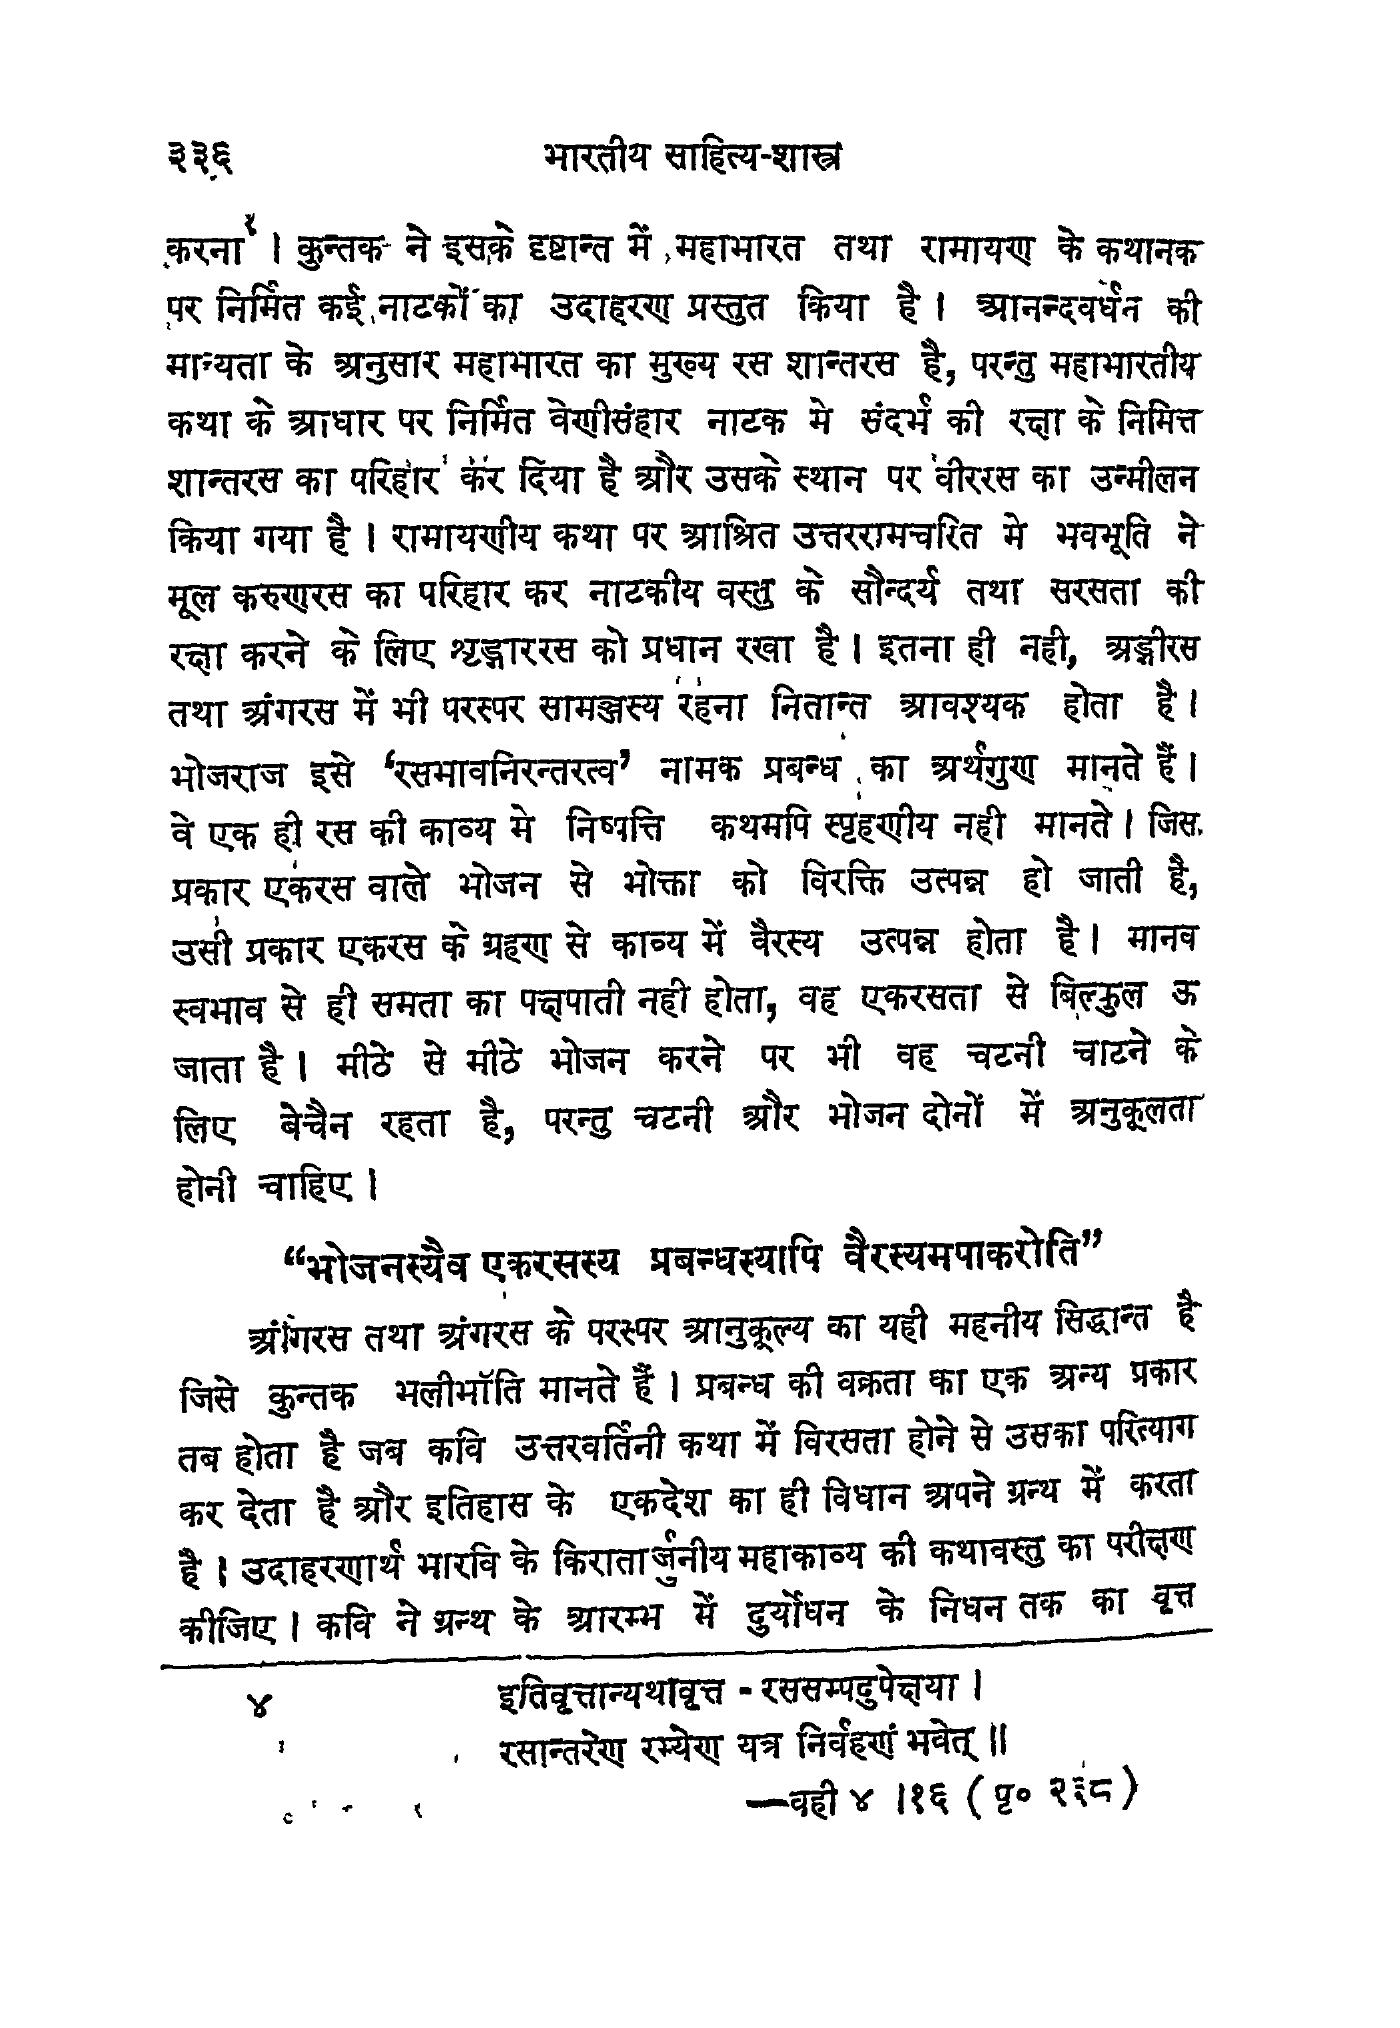 ३३६ भारतीय साहित्य-शास्त्र
करना१ । कुन्तक ने इसके दृष्टान्त में महाभारत तथा रामायण के कथानक
पर निर्मित कई नाटकों का उदाहरण प्रस्तुत किया है । आनन्दवर्धन की
मान्यता के अनुसार महाभारत का मुख्य रस शान्तरस है, परन्तु महाभारतीय
कथा के आधार पर निर्मित वेणीसंहार नाटक मे संदर्भ की रक्षा के निमित्त
शान्तरस का परिहार कर दिया है और उसके स्थान पर वीररस का उन्मीलन
किया गया है । रामायणीय कथा पर आश्रित उत्तररामचरित मे भवभूति ने
मूल करुणरस का परिहार कर नाटकीय वस्तु के सौन्दर्य तथा सरसता की
रक्षा करने के लिए शृङ्गाररस को प्रधान रखा है । इतना ही नही, अङ्गीरस
तथा अंगरस में भी परस्पर सामञ्जस्य रहना नितान्त आवश्यक होता है ।
भोजराज इसे ‘रसभावनिरन्तरत्व’ नामक प्रबन्ध का अर्थगुण मानते हैं ।
वे एक ही रस की काव्य मे निष्पत्ति कथमपि स्पृहणीय नही मानते । जिस
प्रकार एकरस वाले भोजन से भोक्ता को विरक्ति उत्पन्न हो जाती है,
उसी प्रकार एकरस के ग्रहण से काव्य में वैरस्य उत्पन्न होता है । मानव
स्वभाव से ही समता का पक्षपाती नही होता, वह एकरसता से बिल्कुल ऊ
जाता है । मीठे से मीठे भोजन करने पर भी वह चटनी चाटने के
लिए बेचैन रहता है, परन्तु चटनी और भोजन दोनों में अनुकूलता
होनी चाहिए ।
“भोजनस्यैव एकरसस्य प्रबन्धस्यापि वैरस्यमपाकरोति”
अंगिरस तथा अंगरस के परस्पर आनुकूल्य का यही महनीय सिद्धान्त है
जिसे कुन्तक भलीभॉति मानते हैं । प्रबन्ध की वक्रता का एक अन्य प्रकार
तब होता है जब कवि उत्तरवर्तिनी कथा में विरसता होने से उसका परित्याग
कर देता है और इतिहास के एकदेश का ही विधान अपने ग्रन्थ में करता
है । उदाहरणार्थ भारवि के किरातार्जुनीय महाकाव्य की कथावस्तु का परीक्षण
कीजिए । कवि ने ग्रन्थ के आरम्भ में दुर्योधन के निधन तक का वृत्त
४ इतिवृत्तान्यथावृत्त - रससम्पदुपेक्षया ।
रसान्तरेण रम्येण यत्र निर्वहणं भवेत् ॥
—वही ४ ।१६ ( पृ० २३८ )